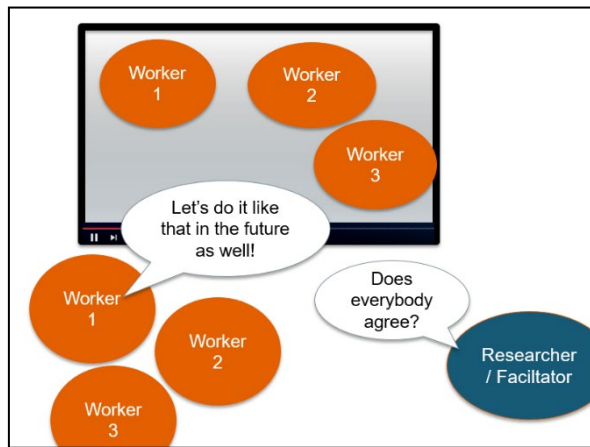 Worker
1
Worker
2
Worker
3
Let's do it like
that in the future
as well!
Does
everybody
agree?
Worker
1
Worker
2
Worker
3
Researcher
/ Faciltator